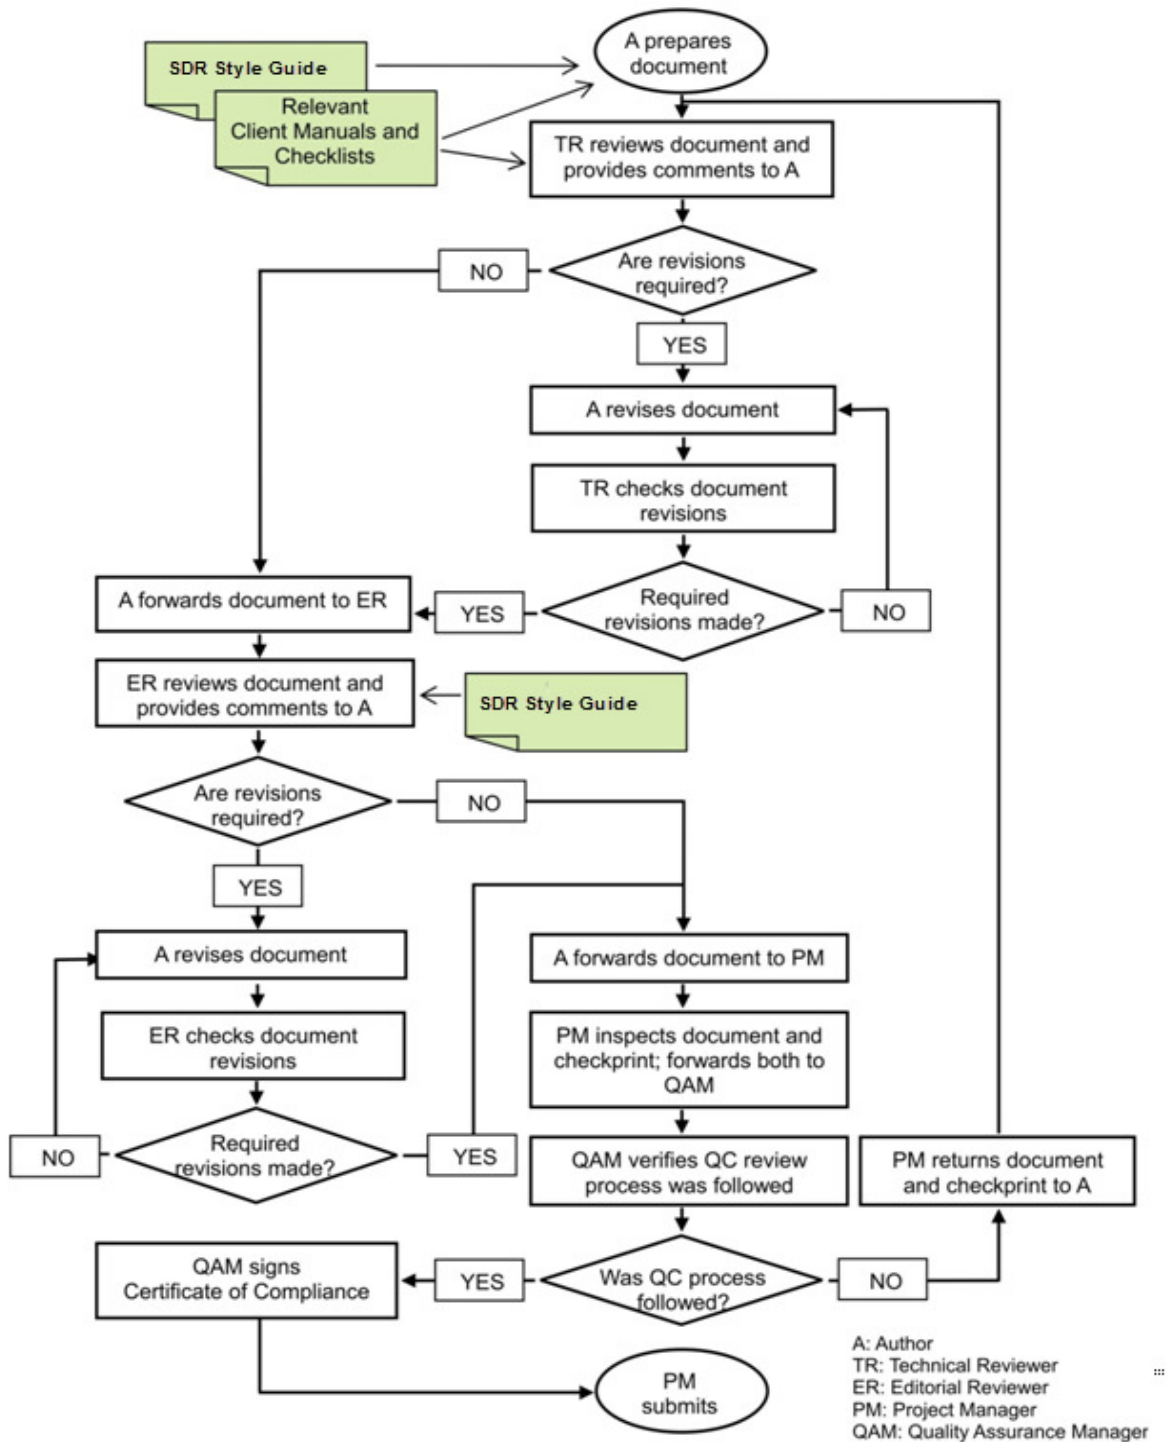 A prepares
document
SDR Style Guide
Relevant
Client Manuals and
Checklists
TR reviews document and
provides comments to A
Are revisions
required?
NO
YES
A revises document
TR checks document
revisions
Required
revisions made?
NO
YES
A forwards document to ER
ER reviews document and
provides comments to A
SDR Style Guide
Are revisions
required?
NO
YES
A revises document
ER checks document
revisions
Required
revisions made?
NO
YES
A forwards document to PM
PM inspects document and
checkprint; forwards both to
QAM
QAM verifies QC review
process was followed
PM returns document
and checkprint to A
Was QC process
followed?
NO
YES
QAM signs
Certificate of Compliance
PM
submits
A: Author
TR: Technical Reviewer
ER: Editorial Reviewer
PM: Project Manager
QAM: Quality Assurance Manager